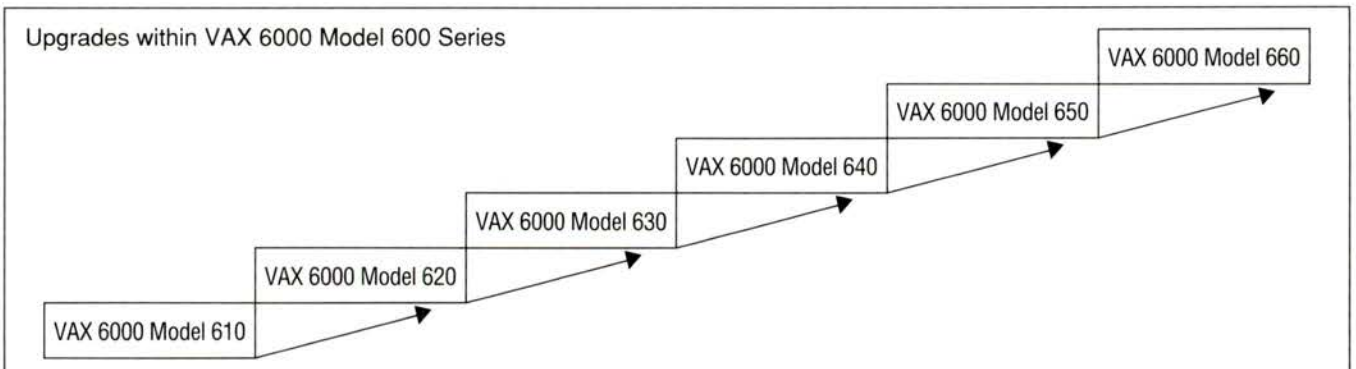 Upgrades within VAX 6000 Model 600 Series
VAX 6000 Model 660
VAX 6000 Model 650
VAX 6000 Model 640
VAX 6000 Model 630
VAX 6000 Model 620
VAX 6000 Model 610